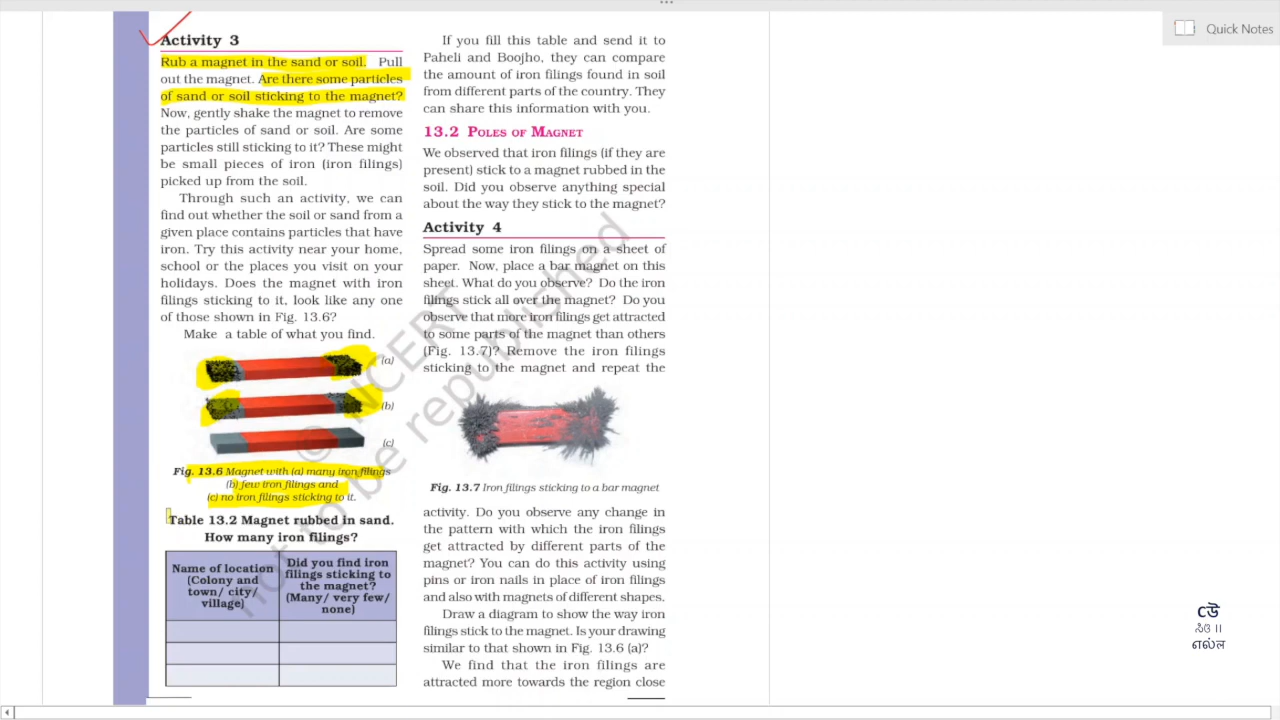 Quick Notes
Activity 3
Rub a magnet in the sand or soil. Pull
out the magnet. Are there some particles
of sand or soil sticking to the magnet?
Now, gently shake the magnet to remove
the particles of sand or soil. Are some
particles still sticking to it? These might
be small pieces of iron (iron filings)
picked up from the soil.
Through such an activity, we can
find out whether the soil or sand from a
given place contains particles that have
iron. Try this activity near your home,
school or the places you visit on your
holidays. Does the magnet with iron
filings sticking to it, look like any one
of those shown in Fig. 13.6?
Make a table of what you find.
(a)
(b)
(c)
Fig. 13.6 Magnet with (a) many iron filings
(b) few iron filings and
(c) no iron filings sticking to it.
Table 13.2 Magnet rubbed in sand.
How many iron filings?
Name of location
(Colony and
town/ city/
village)
Did you find iron
filings sticking to
the magnet?
(Many/ very few/
none)
If you fill this table and send it to
Paheli and Boojho, they can compare
the amount of iron filings found in soil
from different parts of the country. They
can share this information with you.
13.2 POLES OF MAGNET
We observed that iron filings (if they are
present) stick to a magnet rubbed in the
soil. Did you observe anything special
about the way they stick to the magnet?
Activity 4
Spread some iron filings on a sheet of
paper. Now, place a bar magnet on this
sheet. What do you observe? Do the iron
filings stick all over the magnet? Do you
observe that more iron filings get attracted
to some parts of the magnet than others
(Fig. 13.7)? Remove the iron filings
sticking to the magnet and repeat the
Fig. 13.7 Iron filings sticking to a bar magnet
activity. Do you observe any change in
the pattern with which the iron filings
get attracted by different parts of the
magnet? You can do this activity using
pins or iron nails in place of iron filings
and also with magnets of different shapes.
Draw a diagram to show the way iron
filings stick to the magnet. Is your drawing
similar to that shown in Fig. 13.6 (a)?
We find that the iron filings are
attracted more towards the region close
© NCERT
not to be republished